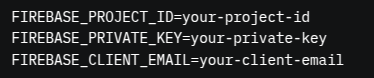 FIREBASE_PROJECT_ID=your-project-id
FIREBASE_PRIVATE_KEY=your-private-key
FIREBASE_CLIENT_EMAIL=your-client-email